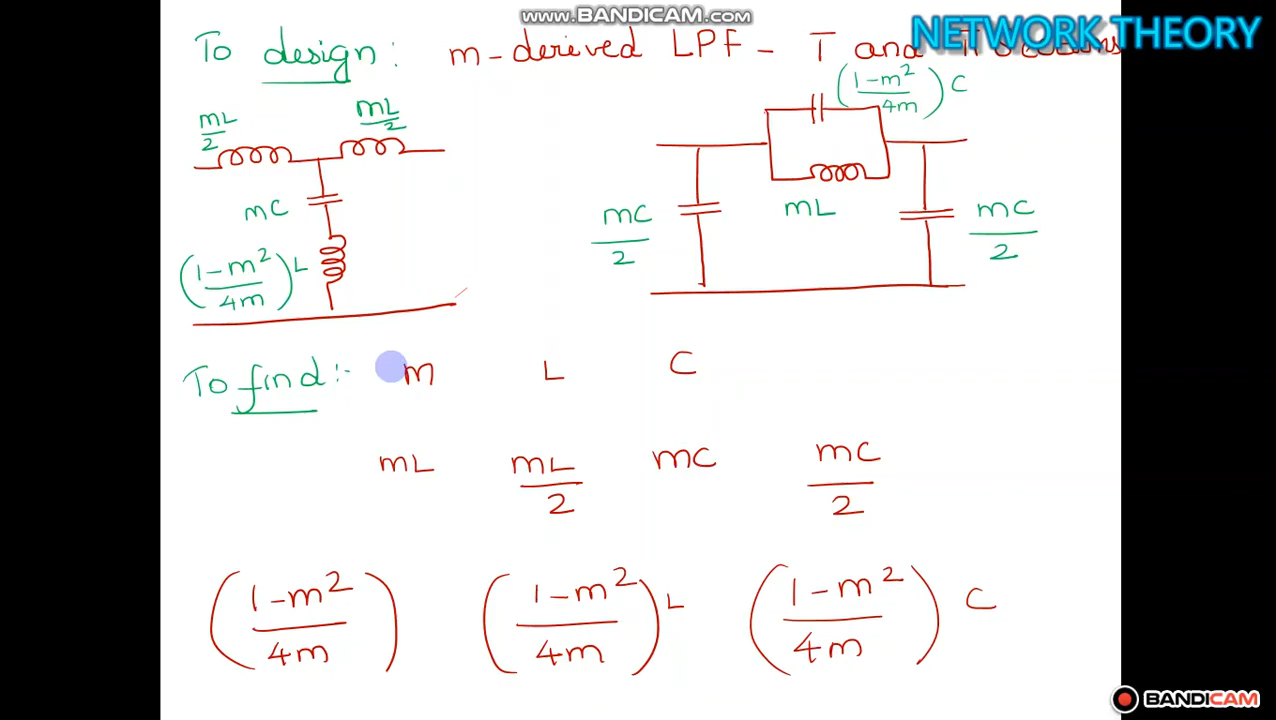 www.BANDICAM.com
NETWORK THEORY
To design: m-derived LPF - T and
mL/2 mL/2
mC
((1-m²)/4m) L
((1-m²)/4m) C
mC/2 mL mC/2
To find:- m L C
mL mL/2 mC mC/2
((1-m²)/4m) ((1-m²)/4m) L ((1-m²)/4m) C
BANDICAM